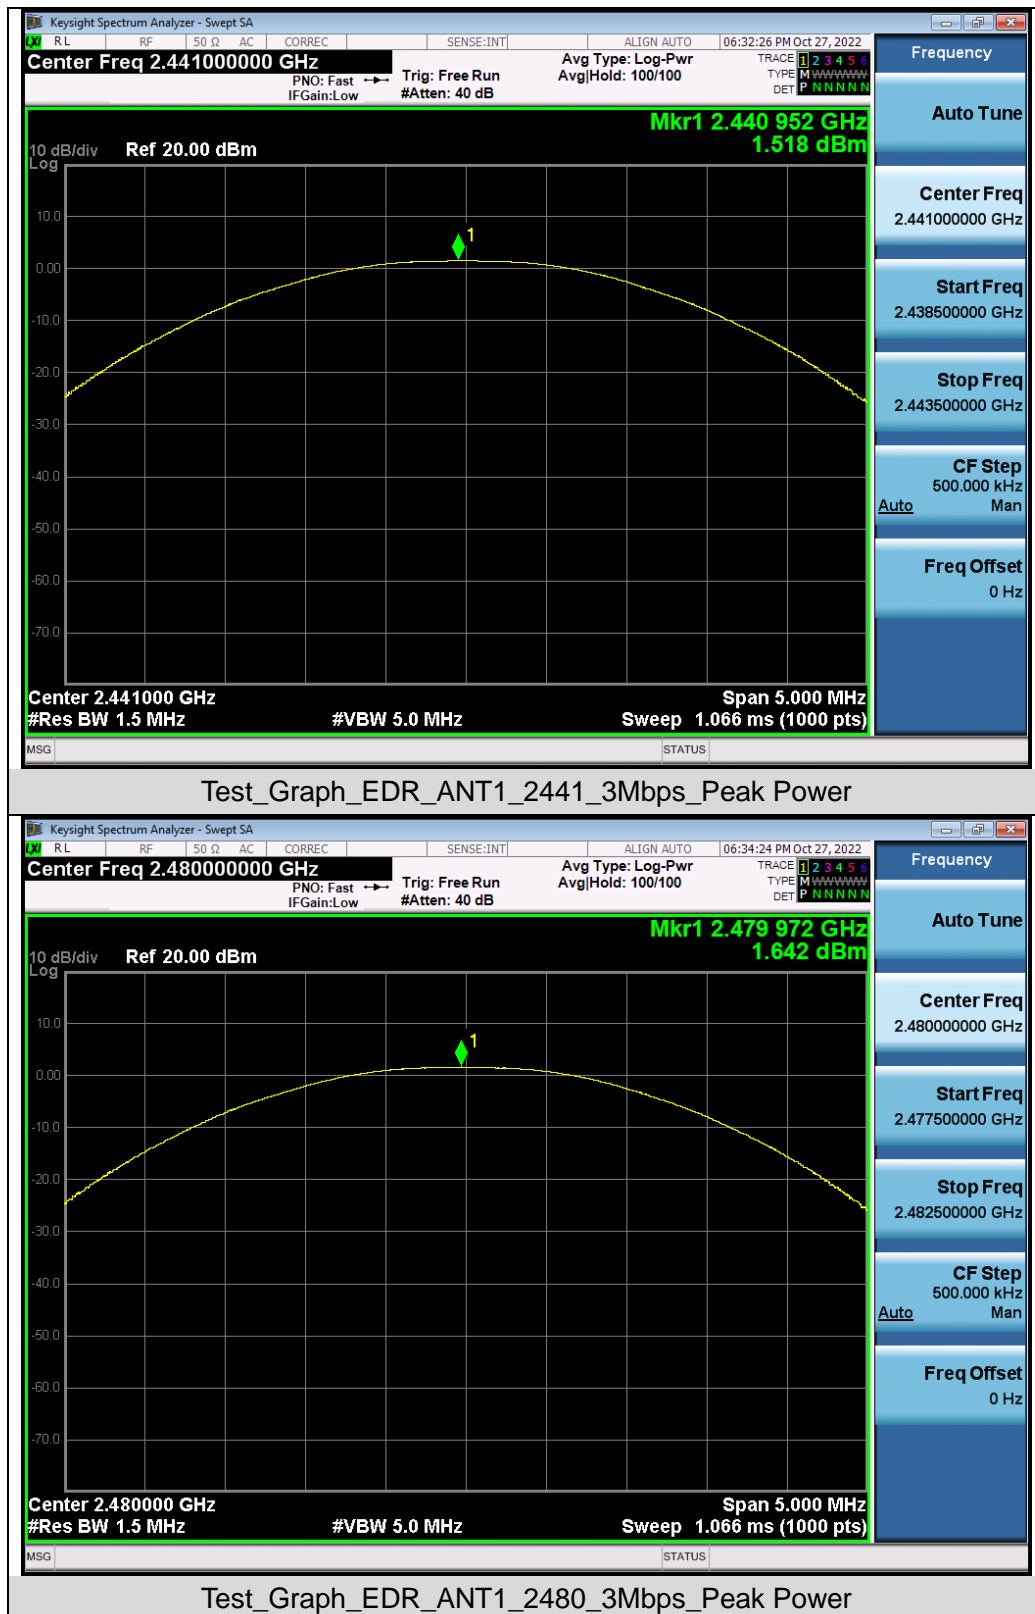 Keysight Spectrum Analyzer - Swept SA
LXI RL RF 50 Ω AC CORREC SENSE:INT ALIGN AUTO 06:32:26 PM Oct 27, 2022
Center Freq 2.441000000 GHz
PNO: Fast
IFGain:Low
Trig: Free Run
#Atten: 40 dB
Avg Type: Log-Pwr
Avg|Hold: 100/100
TRACE 1 2 3 4 5 6
TYPE M WWWWW
DET P N N N N N
Mkr1 2.440 952 GHz
1.518 dBm
10 dB/div Ref 20.00 dBm
Log
1
10.0
0.00
-10.0
-20.0
-30.0
-40.0
-50.0
-60.0
-70.0
Center 2.441000 GHz Span 5.000 MHz
#Res BW 1.5 MHz #VBW 5.0 MHz Sweep 1.066 ms (1000 pts)
MSG STATUS
Frequency
Auto Tune
Center Freq
2.441000000 GHz
Start Freq
2.438500000 GHz
Stop Freq
2.443500000 GHz
CF Step
500.000 kHz
Auto Man
Freq Offset
0 Hz
Test_Graph_EDR_ANT1_2441_3Mbps_Peak Power
Keysight Spectrum Analyzer - Swept SA
LXI RL RF 50 Ω AC CORREC SENSE:INT ALIGN AUTO 06:34:24 PM Oct 27, 2022
Center Freq 2.480000000 GHz
PNO: Fast
IFGain:Low
Trig: Free Run
#Atten: 40 dB
Avg Type: Log-Pwr
Avg|Hold: 100/100
TRACE 1 2 3 4 5 6
TYPE M WWWWW
DET P N N N N N
Mkr1 2.479 972 GHz
1.642 dBm
10 dB/div Ref 20.00 dBm
Log
1
10.0
0.00
-10.0
-20.0
-30.0
-40.0
-50.0
-60.0
-70.0
Center 2.480000 GHz Span 5.000 MHz
#Res BW 1.5 MHz #VBW 5.0 MHz Sweep 1.066 ms (1000 pts)
MSG STATUS
Frequency
Auto Tune
Center Freq
2.480000000 GHz
Start Freq
2.477500000 GHz
Stop Freq
2.482500000 GHz
CF Step
500.000 kHz
Auto Man
Freq Offset
0 Hz
Test_Graph_EDR_ANT1_2480_3Mbps_Peak Power